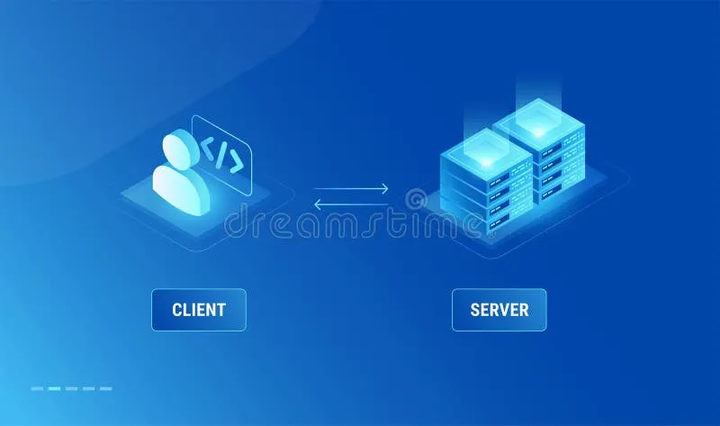 </>
© dreamstime.
CLIENT
SERVER